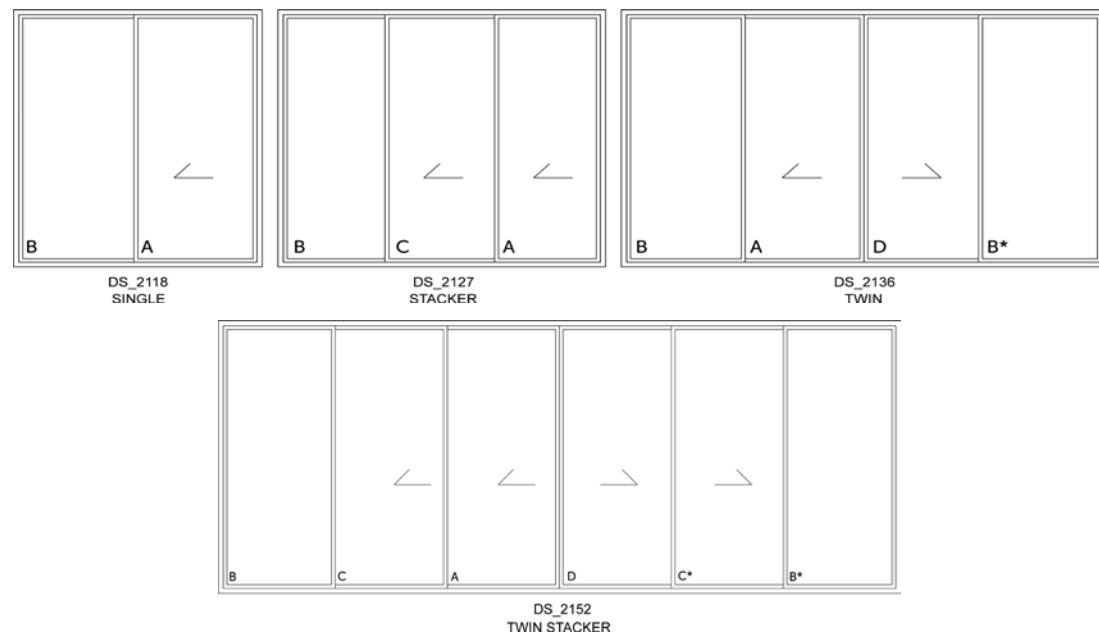 B A
DS_2118
SINGLE
B C A
DS_2127
STACKER
B A D B*
DS_2136
TWIN
B C A D C* B*
DS_2152
TWIN STACKER